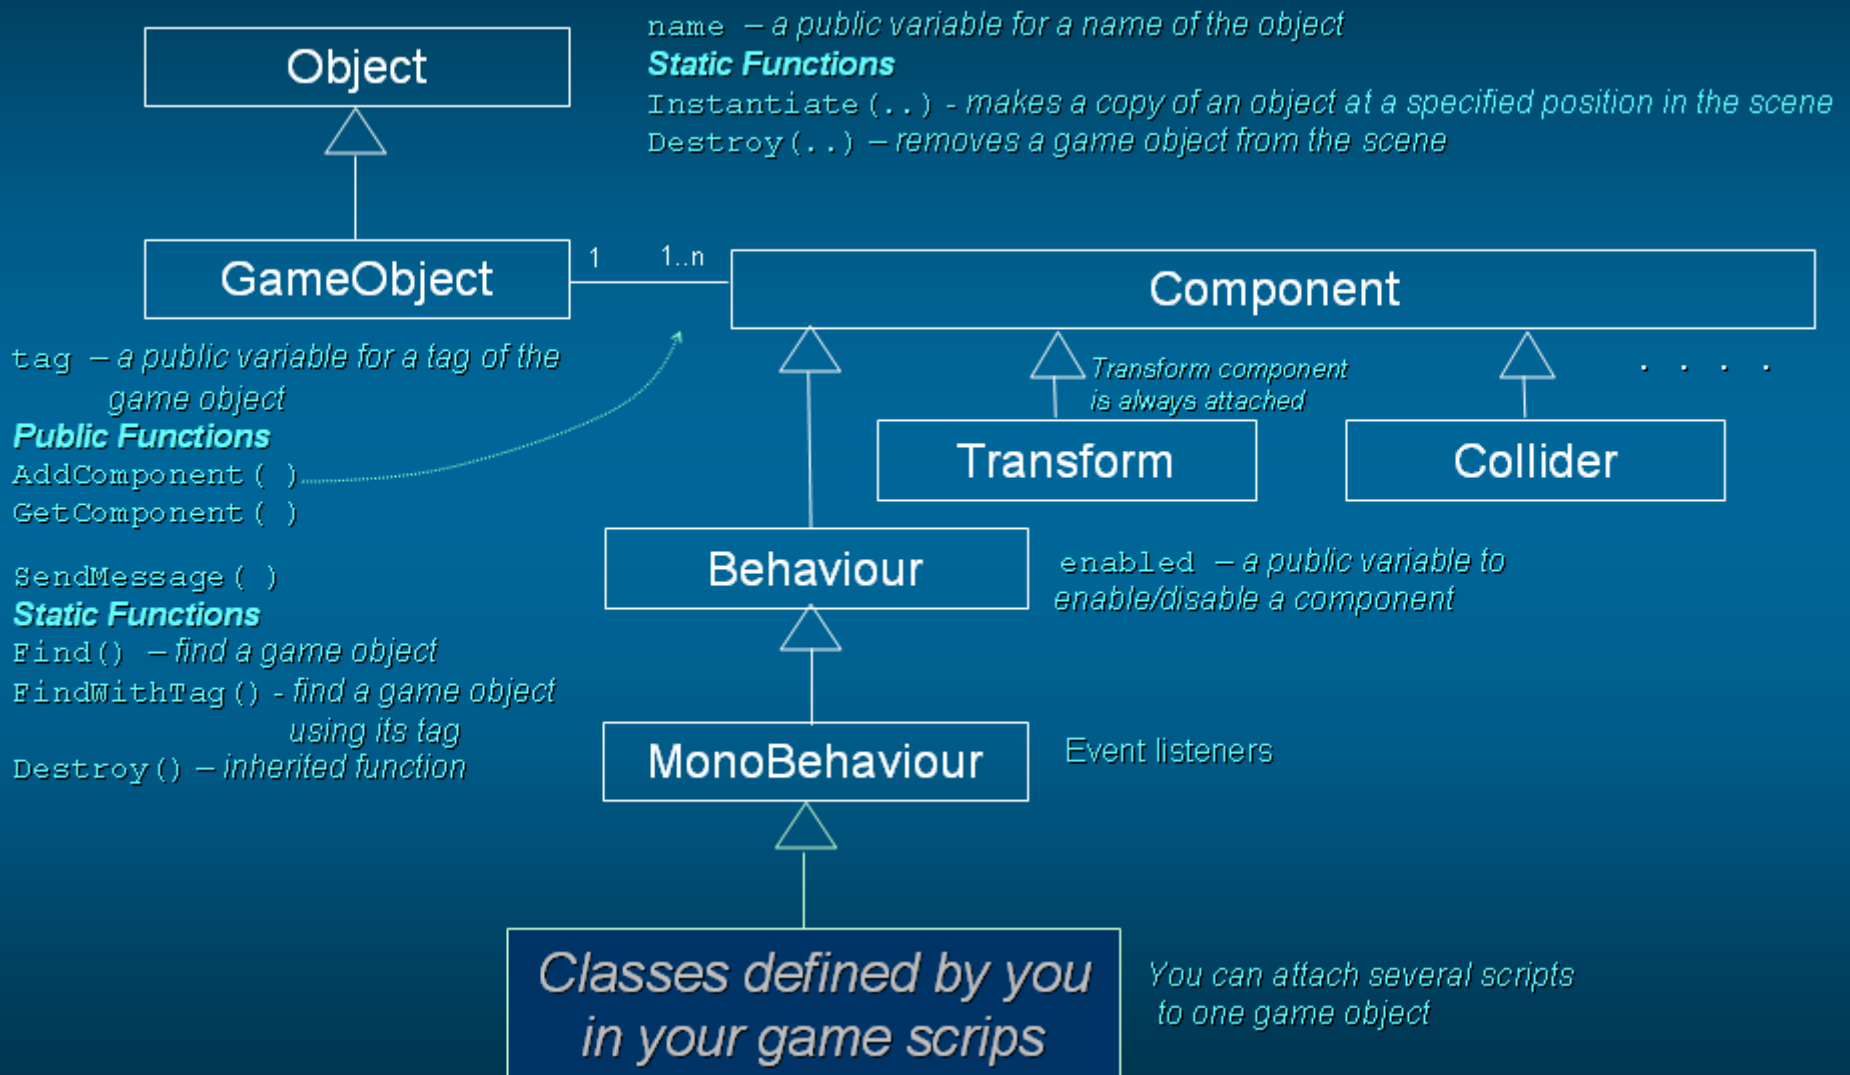 Object
name – a public variable for a name of the object
Static Functions
Instantiate(..) - makes a copy of an object at a specified position in the scene
Destroy(..) – removes a game object from the scene
GameObject
1
1..n
Component
tag – a public variable for a tag of the
game object
Public Functions
AddComponent( )
GetComponent( )
SendMessage( )
Static Functions
Find() – find a game object
FindWithTag() - find a game object
using its tag
Destroy() – inherited function
Transform component
is always attached
. . . .
Transform
Collider
Behaviour
enabled – a public variable to
enable/disable a component
MonoBehaviour
Event listeners
Classes defined by you
in your game scrips
You can attach several scripts
to one game object